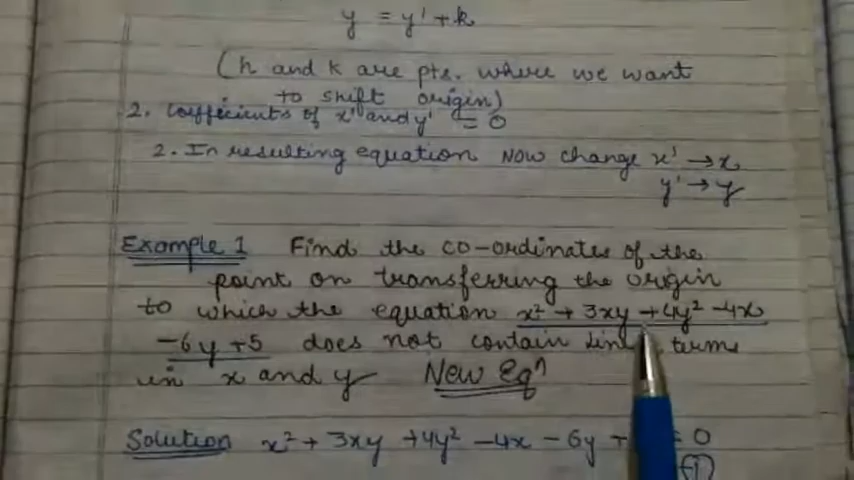 y = y' + k
(h and k are pts. where we want
to shift origin)
2. Coefficients of x' and y' = 0
2. In resulting equation Now change x' → x
y' → y
Example 1 Find the co-ordinates of the
point on transferring the origin
to which the equation x² + 3xy + 4y² - 4x
-6y + 5 does not contain terms
in x and y New Eqⁿ
Solution x² + 3xy + 4y² - 4x - 6y + = 0
(1)